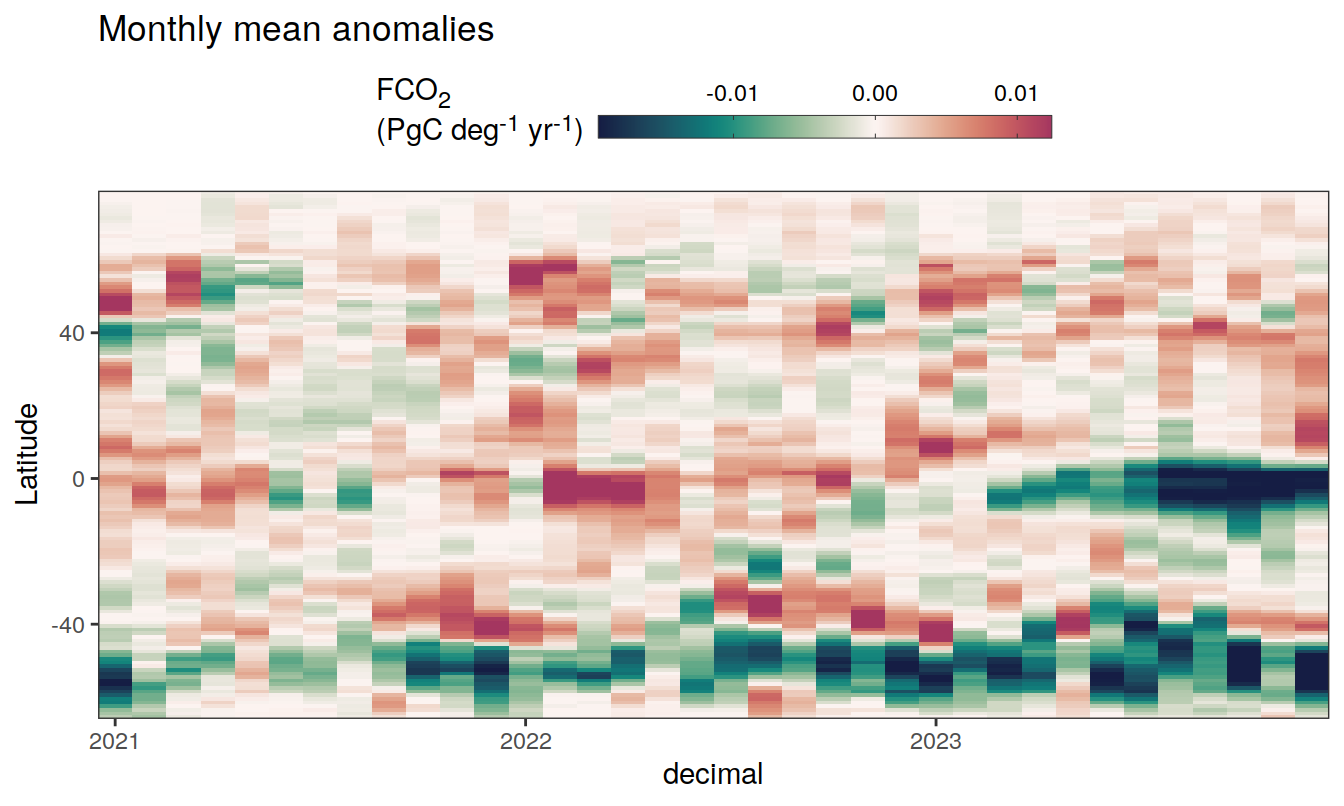 Monthly mean anomalies
FCO₂
(PgC deg⁻¹ yr⁻¹)
-0.01 0.00 0.01
Latitude
40
0
-40
2021 2022 2023
decimal